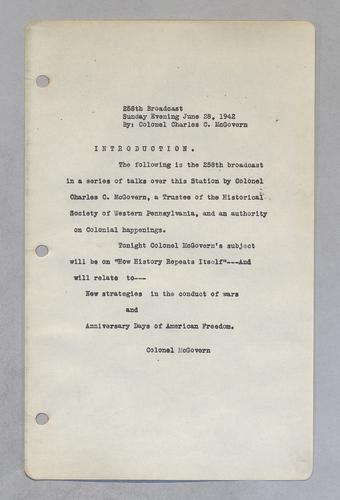 258th Broadcast
Sunday Evening June 28, 1942
By: Colonel Charles C. McGovern
INTRODUCTION.
The following is the 258th broadcast
in a series of talks over this Station by Colonel
Charles C. McGovern, a Trustee of the Historical
Society of Western Pennsylvania, and an authority
on Colonial happenings.
Tonight Colonel McGovern's subject
will be on "How History Repeats Itself"---And
will relate to---
New strategies in the conduct of wars
and
Anniversary Days of American Freedom.
Colonel McGovern